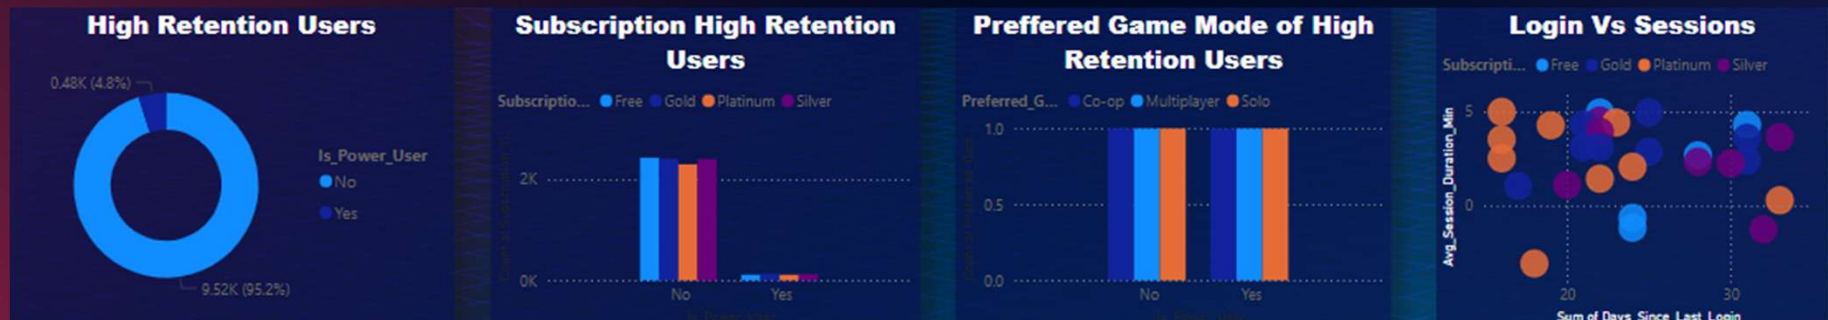 High Retention Users
0.48K (4.8%)
Is_Power_User
No
Yes
9.52K (95.2%)
Subscription High Retention
Users
Subscriptio... Free Gold Platinum Silver
2K
0K
No Yes
Preffered Game Mode of High
Retention Users
Preferred_G... Co-op Multiplayer Solo
1.0
0.5
0.0
No Yes
Login Vs Sessions
Subscripti... Free Gold Platinum Silver
Avg_Session_Duration_Min
5
0
20 30
Sum of Days_Since_Last_Login